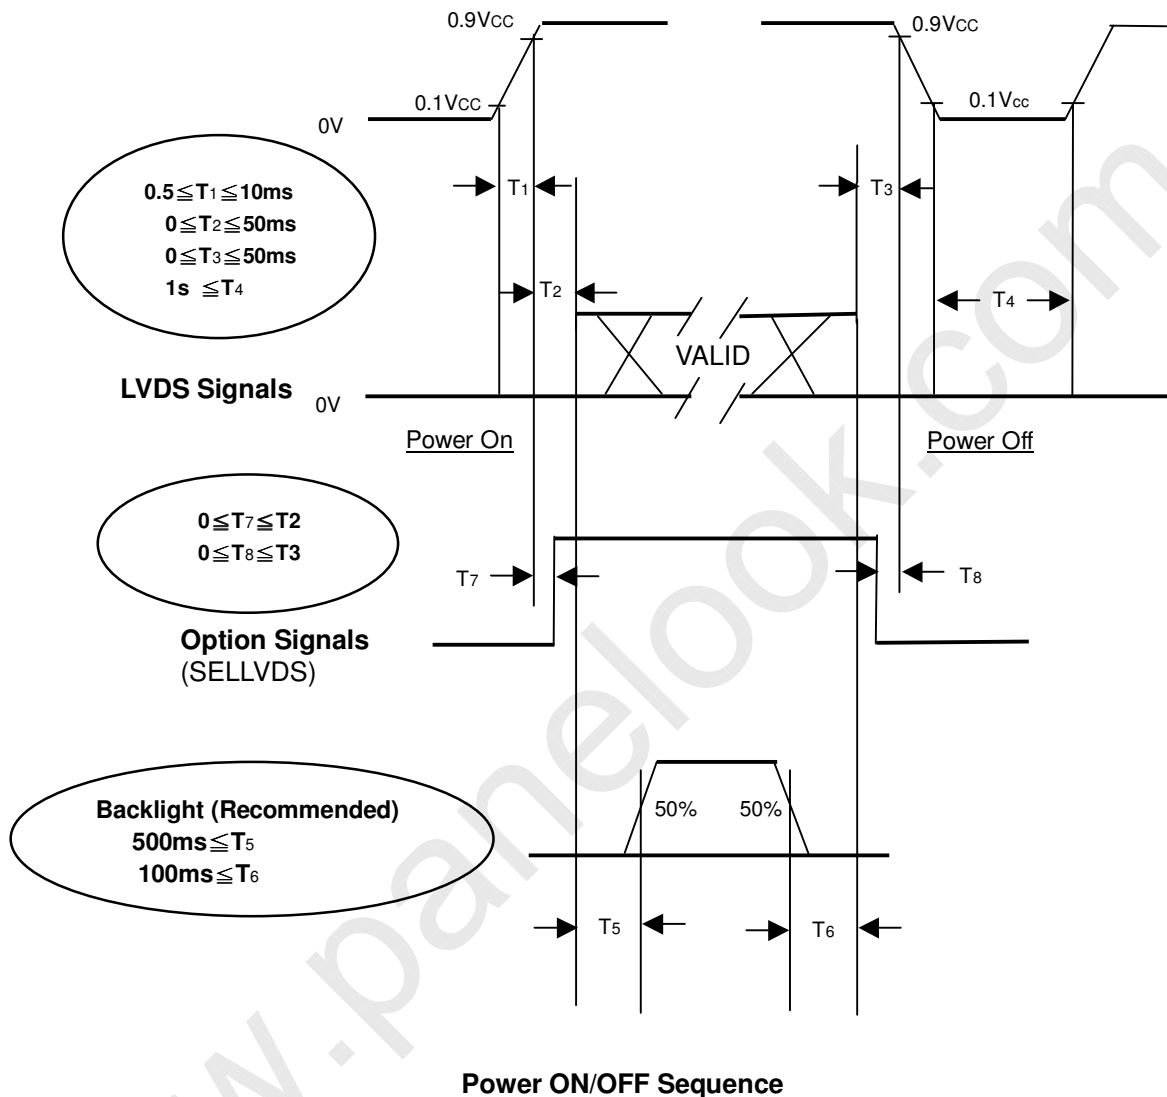 0.9VCC
0.9VCC
0.1VCC
0.1Vcc
0V
0.5≦T1≦10ms
0≦T2≦50ms
0≦T3≦50ms
1s ≦T4
T1
T3
T2
T4
VALID
LVDS Signals
0V
Power On
Power Off
0≦T7≦T2
0≦T8≦T3
T7
T8
Option Signals
(SELLVDS)
Backlight (Recommended)
500ms≦T5
100ms≦T6
50%
50%
T5
T6
Power ON/OFF Sequence
w.panelook.com